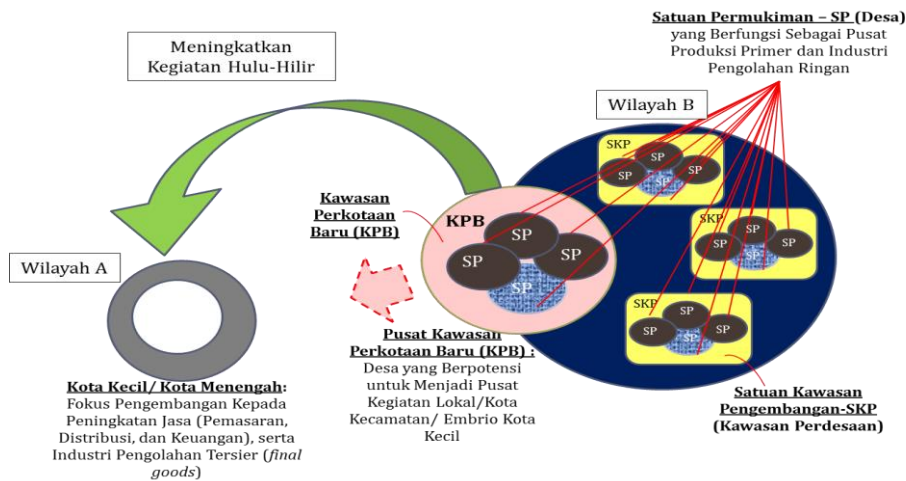 Meningkatkan
Kegiatan Hulu-Hilir
Satuan Permukiman – SP (Desa)
yang Berfungsi Sebagai Pusat
Produksi Primer dan Industri
Pengolahan Ringan
Wilayah B
SKP
SP
SP
SP
SP
SKP
SP
SP
SP
SP
SKP
SP
SP
SP
SP
Kawasan
Perkotaan
Baru (KPB)
KPB
SP
SP
SP
SP
Wilayah A
Kota Kecil/ Kota Menengah:
Fokus Pengembangan Kepada
Peningkatan Jasa (Pemasaran,
Distribusi, dan Keuangan), serta
Industri Pengolahan Tersier (final
goods)
Pusat Kawasan
Perkotaan Baru (KPB) :
Desa yang Berpotensi
untuk Menjadi Pusat
Kegiatan Lokal/Kota
Kecamatan/ Embrio Kota
Kecil
Satuan Kawasan
Pengembangan-SKP
(Kawasan Perdesaan)